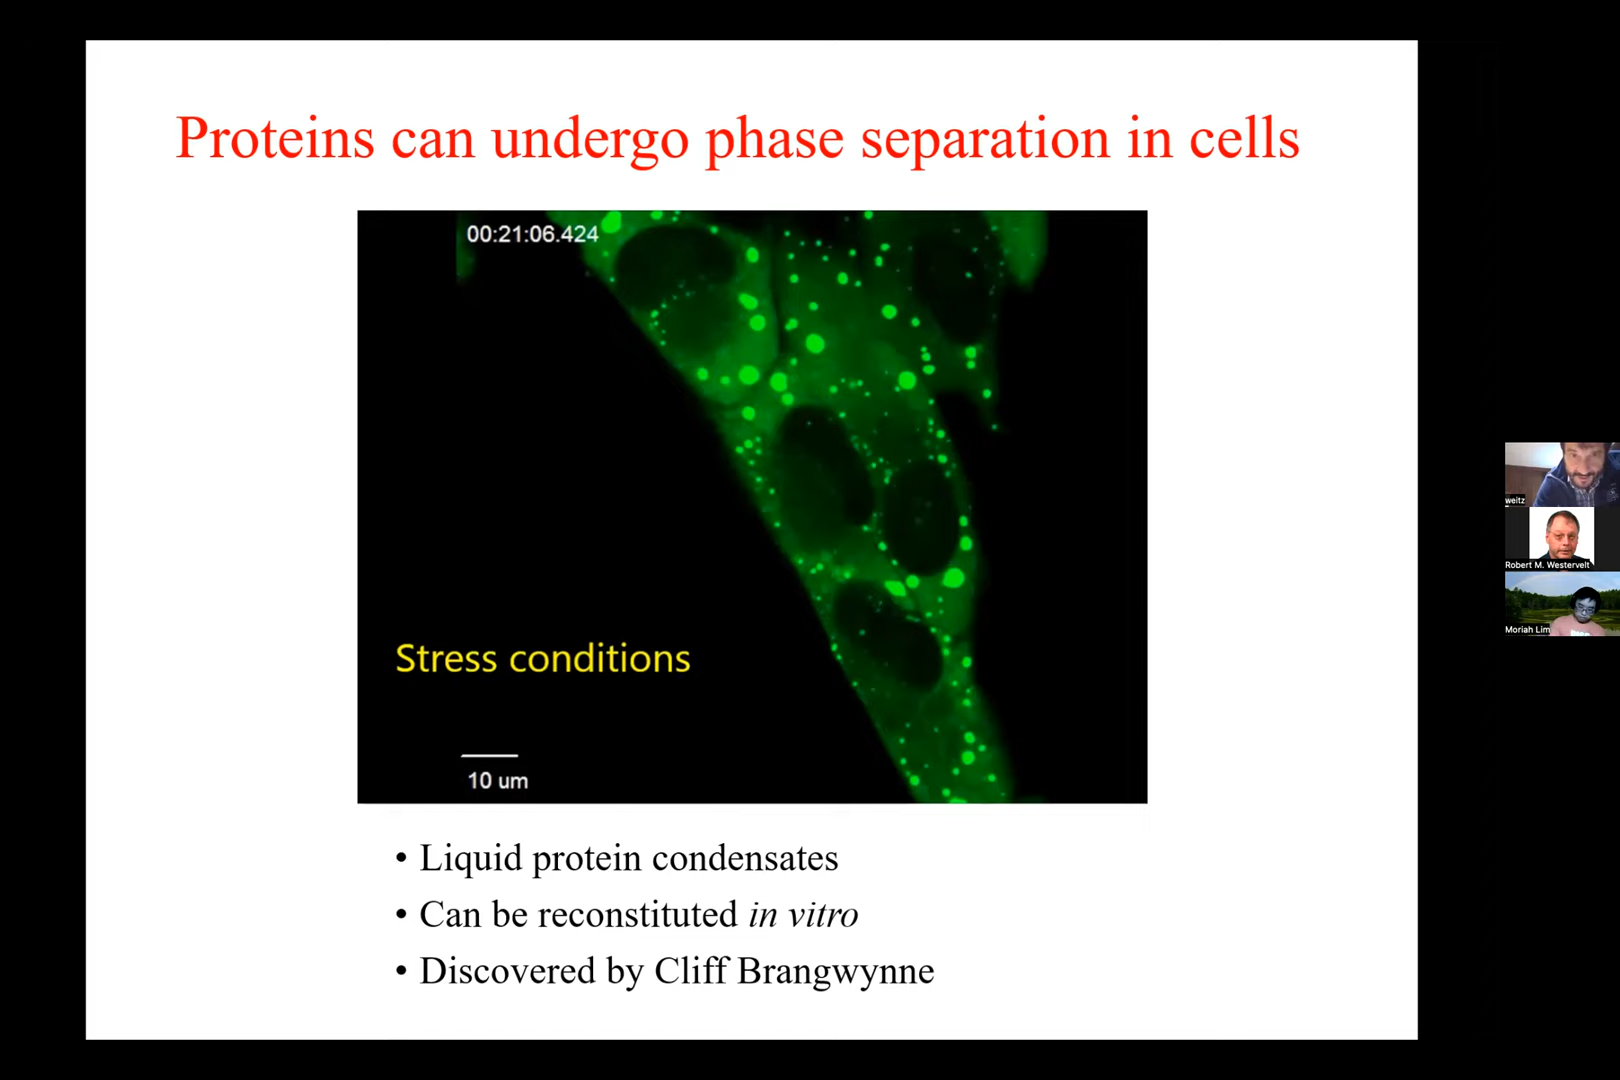 Proteins can undergo phase separation in cells
00:21:06.424
Stress conditions
10 um
• Liquid protein condensates
• Can be reconstituted in vitro
• Discovered by Cliff Brangwynne
weitz
Robert M. Westervelt
Moriah Lim